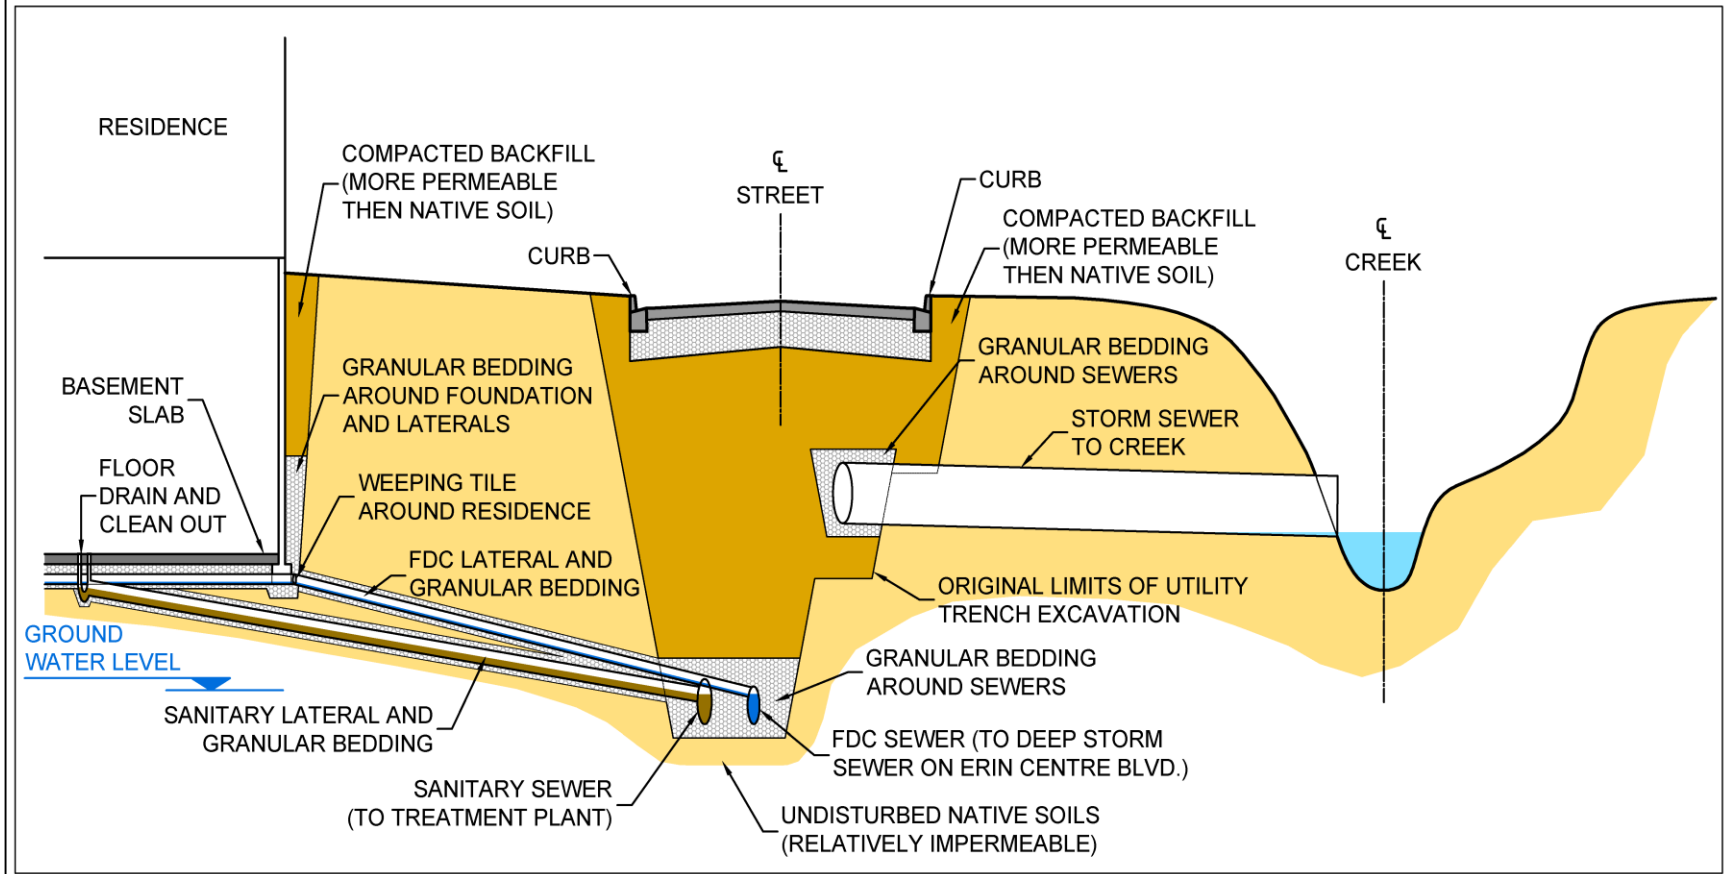 RESIDENCE
COMPACTED BACKFILL
(MORE PERMEABLE
THEN NATIVE SOIL)
℄
STREET
CURB
CURB
COMPACTED BACKFILL
(MORE PERMEABLE
THEN NATIVE SOIL)
℄
CREEK
GRANULAR BEDDING
AROUND SEWERS
GRANULAR BEDDING
AROUND FOUNDATION
AND LATERALS
BASEMENT
SLAB
STORM SEWER
TO CREEK
FLOOR
DRAIN AND
CLEAN OUT
WEEPING TILE
AROUND RESIDENCE
FDC LATERAL AND
GRANULAR BEDDING
ORIGINAL LIMITS OF UTILITY
TRENCH EXCAVATION
GROUND
WATER LEVEL
GRANULAR BEDDING
AROUND SEWERS
SANITARY LATERAL AND
GRANULAR BEDDING
FDC SEWER (TO DEEP STORM
SEWER ON ERIN CENTRE BLVD.)
SANITARY SEWER
(TO TREATMENT PLANT)
UNDISTURBED NATIVE SOILS
(RELATIVELY IMPERMEABLE)